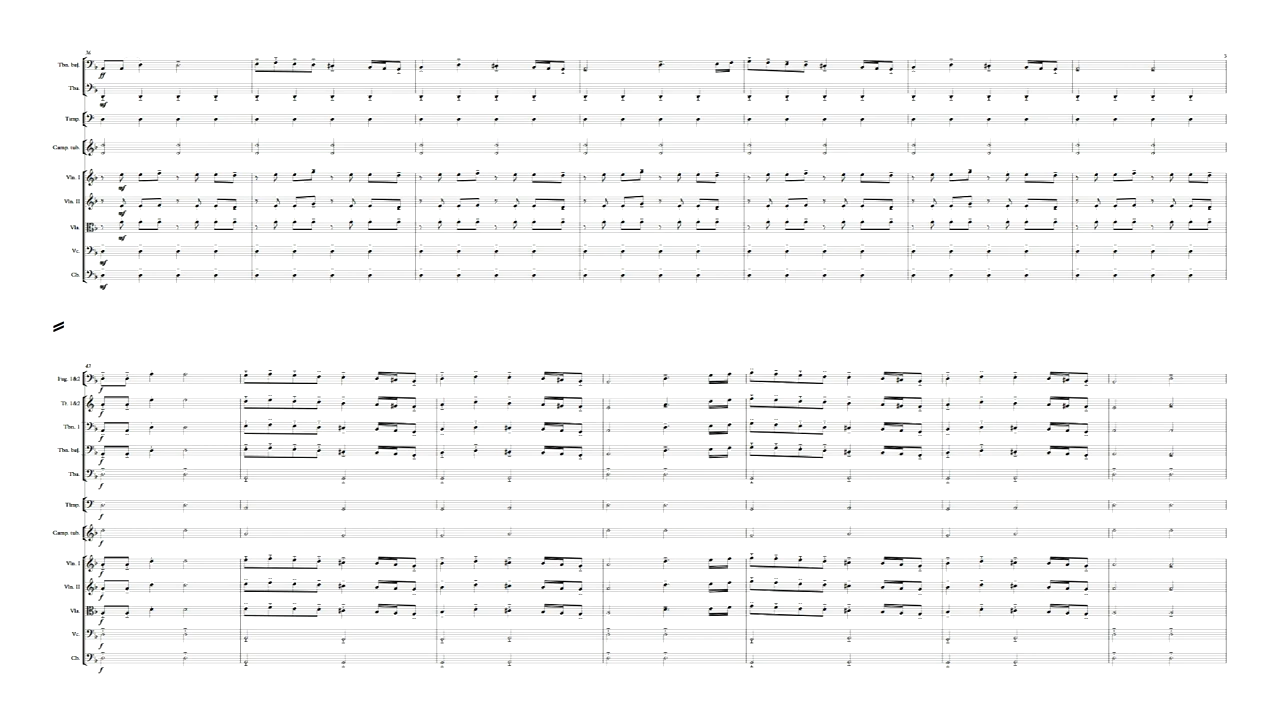 36
3
Tbn. baj.
ff
Tba.
mf
Timp.
Camp. tub.
Vln. I
mf
Vln. II
mf
Vla.
mf
Vc.
mf
Cb.
mf
43
Fag. 1&2
f
Tr. 1&2
f
Tbn. 1
f
Tbn. baj.
f
Tba.
f
Timp.
f
Camp. tub.
f
Vln. I
f
Vln. II
f
Vla.
f
Vc.
f
Cb.
f